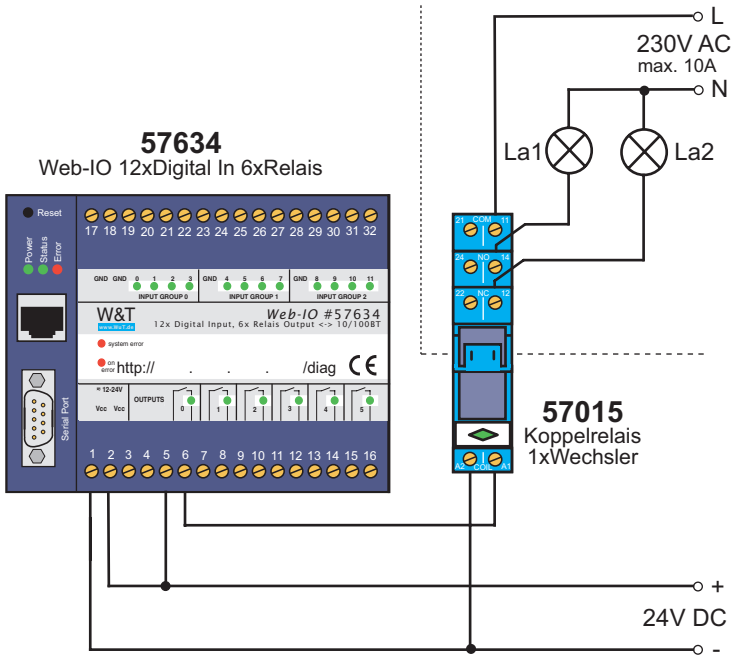 L
230V AC
max. 10A
N
La1
La2
57634
Web-IO 12xDigital In 6xRelais
Reset
Power
Status
Error
17 18 19 20 21 22 23 24 25 26 27 28 29 30 31 32
GND GND 0 1 2 3 GND 4 5 6 7 GND 8 9 10 11
INPUT GROUP 0 INPUT GROUP 1 INPUT GROUP 2
W&T
www.WuT.de
Web-IO #57634
12x Digital Input, 6x Relais Output <-> 10/100BT
system error
on error
http:// . . . /diag CE
12-24V
Vcc Vcc
OUTPUTS
0 1 2 3 4 5
Serial Port
1 2 3 4 5 6 7 8 9 10 11 12 13 14 15 16
21 COM 11
24 NO 14
22 NC 12
A2 COIL A1
57015
Koppelrelais
1xWechsler
+
24V DC
-